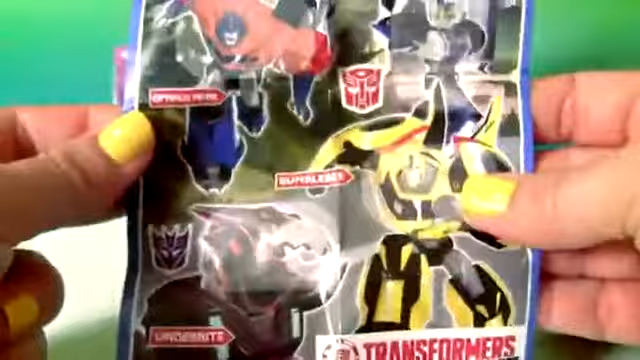 OPTIMUS PRIME
BUMBLEBEE
UNDERBITE
TRANSFORMERS